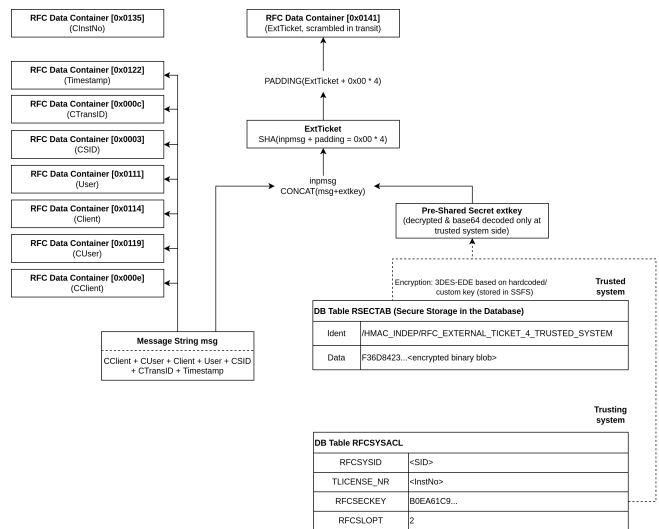 RFC Data Container [0x0135]
(CInstNo)
RFC Data Container [0x0141]
(ExtTicket, scrambled in transit)
RFC Data Container [0x0122]
(Timestamp)
RFC Data Container [0x000c]
(CTransID)
RFC Data Container [0x0003]
(CSID)
RFC Data Container [0x0111]
(User)
RFC Data Container [0x0114]
(Client)
RFC Data Container [0x0119]
(CUser)
RFC Data Container [0x000e]
(CClient)
PADDING(ExtTicket + 0x00 * 4)
ExtTicket
SHA(inpmsg + padding = 0x00 * 4)
inpmsg
CONCAT(msg+extkey)
Pre-Shared Secret extkey
(decrypted & base64 decoded only at
trusted system side)
Encryption: 3DES-EDE based on hardcoded/
custom key (stored in SSFS)
Trusted
system
DB Table RSECTAB (Secure Storage in the Database)
Ident /HMAC_INDEP/RFC_EXTERNAL_TICKET_4_TRUSTED_SYSTEM
Data F36D8423...<encrypted binary blob>
Message String msg
CClient + CUser + Client + User + CSID
+ CTransID + Timestamp
Trusting
system
DB Table RFCSYSACL
RFCSYSID <SID>
TLICENSE_NR <InstNo>
RFCSECKEY B0EA61C9...
RFCSLOPT 2